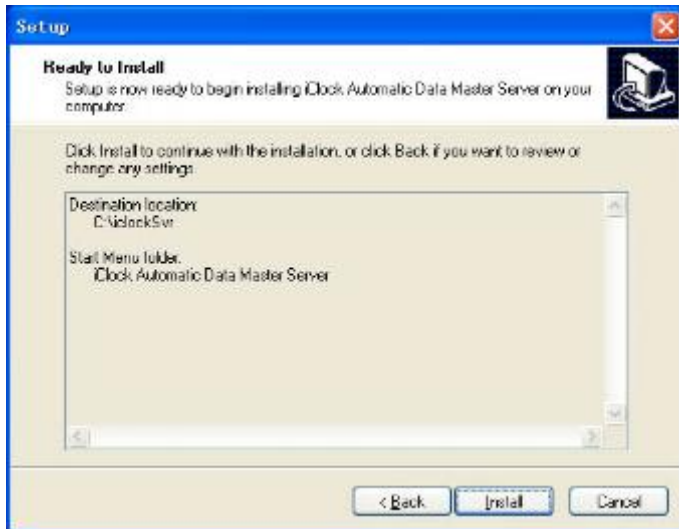 Setup
Ready to Install
Setup is now ready to begin installing iClock Automatic Data Master Server on your
computer.
Click Install to continue with the installation, or click Back if you want to review or
change any settings.
Destination location:
C:\iclockSvr
Start Menu folder:
iClock Automatic Data Master Server
< Back
Install
Cancel